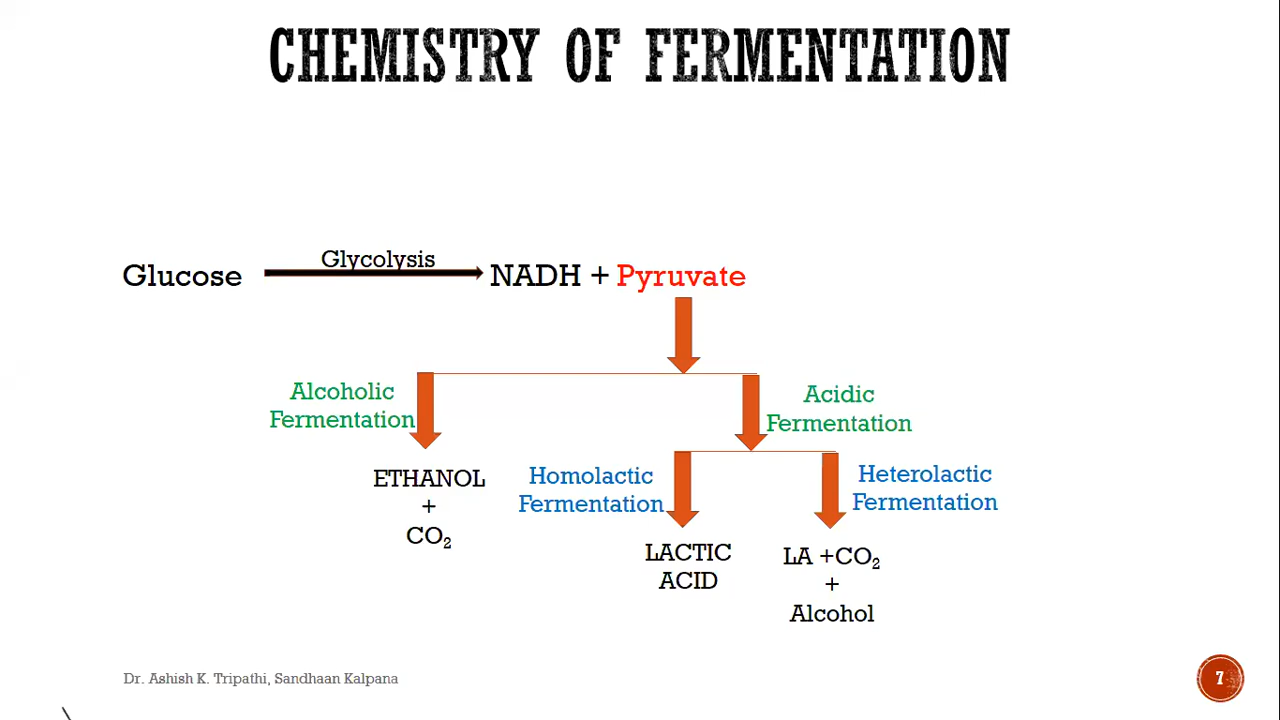 CHEMISTRY OF FERMENTATION
Glycolysis
Glucose
NADH + Pyruvate
Alcoholic
Fermentation
Acidic
Fermentation
ETHANOL
+
CO₂
Homolactic
Fermentation
Heterolactic
Fermentation
LACTIC
ACID
LA +CO₂
+
Alcohol
Dr. Ashish K. Tripathi, Sandhaan Kalpana
7